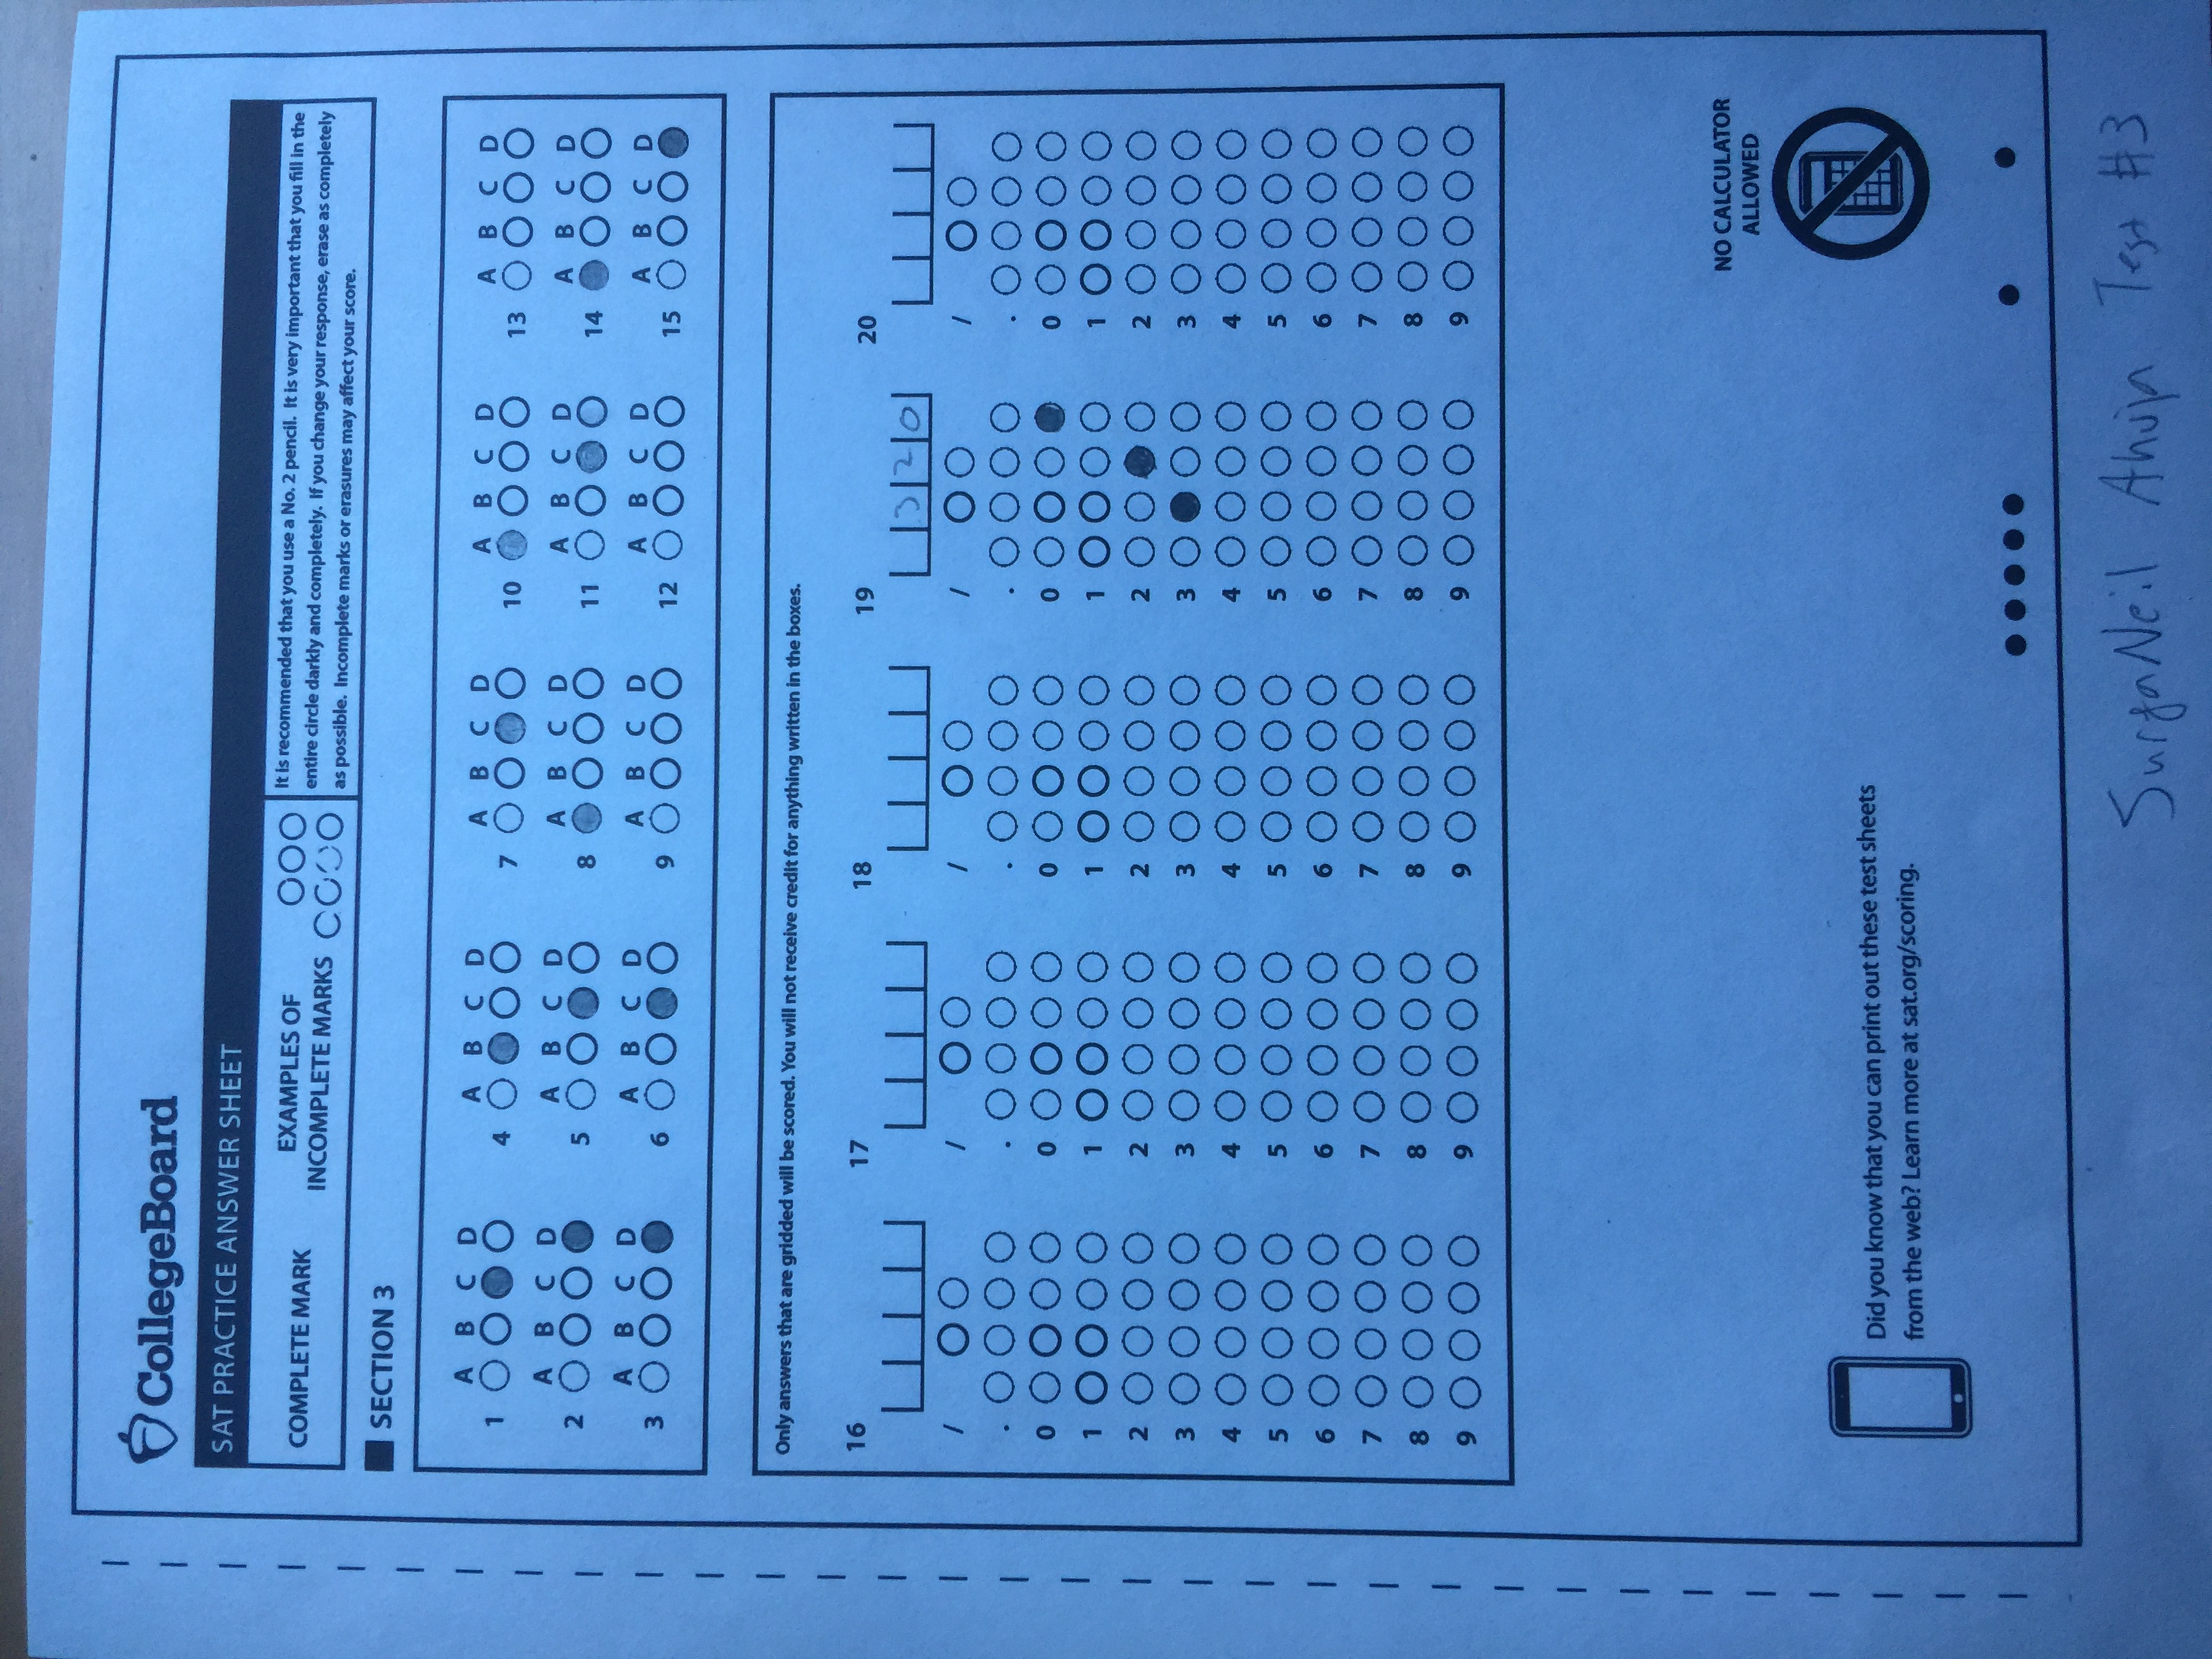 CollegeBoard
SAT PRACTICE ANSWER SHEET
COMPLETE MARK
EXAMPLES OF
INCOMPLETE MARKS
It is recommended that you use a No. 2 pencil. It is very important that you fill in the
entire circle darkly and completely. If you change your response, erase as completely
as possible. Incomplete marks or erasures may affect your score.
SECTION 3
A B C D A B C D A B C D A B C D A B C D
1 4 7 10 13
A B C D A B C D A B C D A B C D A B C D
2 5 8 11 14
A B C D A B C D A B C D A B C D A B C D
3 6 9 12 15
Only answers that are gridded will be scored. You will not receive credit for anything written in the boxes.
16 17 18 19 20
3 2 0
/ / / / /
. . . . .
0 0 0 0 0
1 1 1 1 1
2 2 2 2 2
3 3 3 3 3
4 4 4 4 4
5 5 5 5 5
6 6 6 6 6
7 7 7 7 7
8 8 8 8 8
9 9 9 9 9
NO CALCULATOR
ALLOWED
Did you know that you can print out these test sheets
from the web? Learn more at sat.org/scoring.
Neil Ahuja Test #3